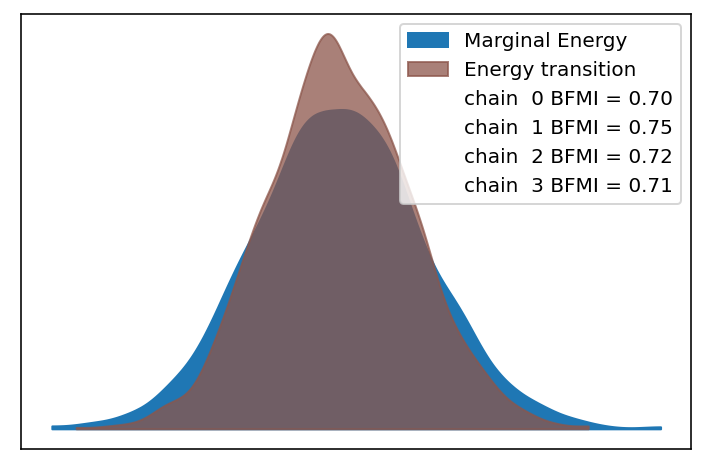 Marginal Energy
Energy transition
chain  0 BFMI = 0.70
chain  1 BFMI = 0.75
chain  2 BFMI = 0.72
chain  3 BFMI = 0.71